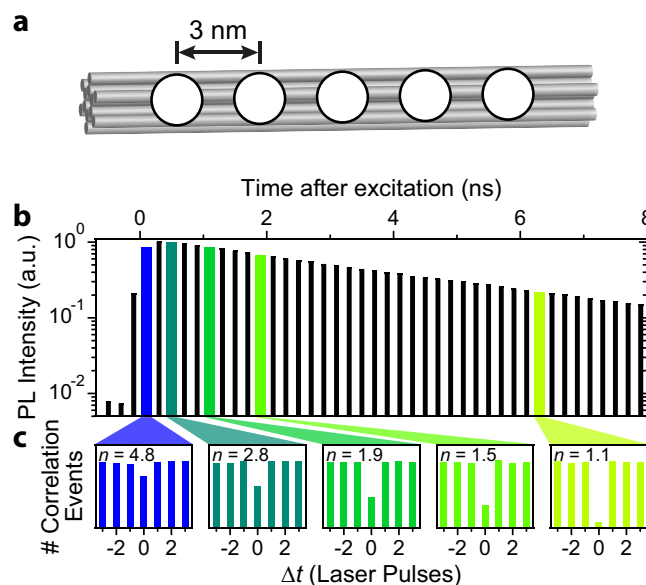 a
3 nm
Time after excitation (ns)
0 2 4 6 8
b
PL Intensity (a.u.)
10⁰
10⁻¹
10⁻²
c
# Correlation
Events
n = 4.8 n = 2.8 n = 1.9 n = 1.5 n = 1.1
-2 0 2 -2 0 2 -2 0 2 -2 0 2 -2 0 2
Δt (Laser Pulses)